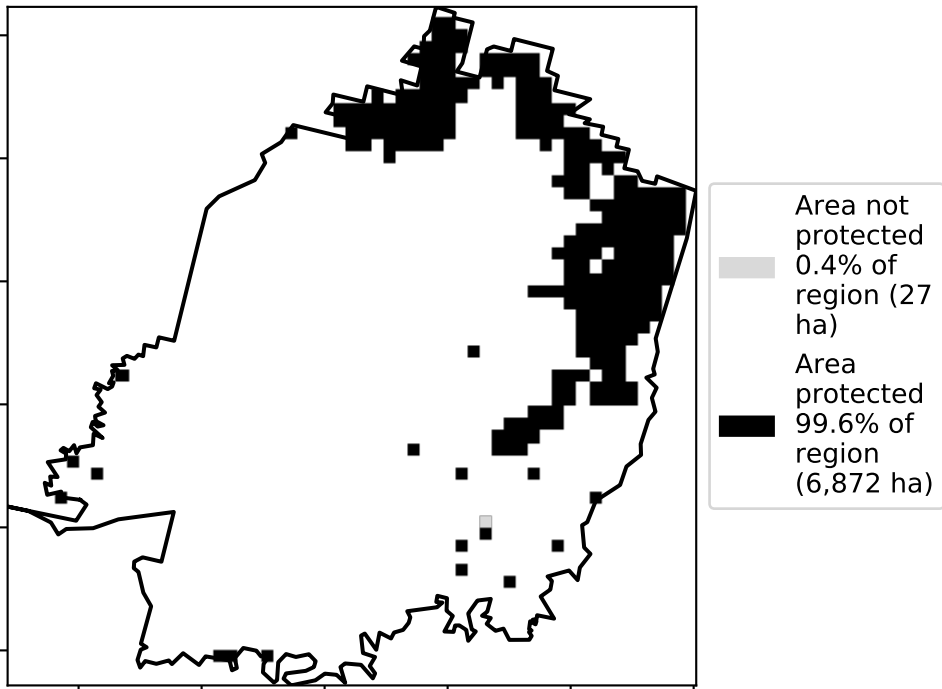 Area not
protected
0.4% of
region (27
ha)
Area
protected
99.6% of
region
(6,872 ha)